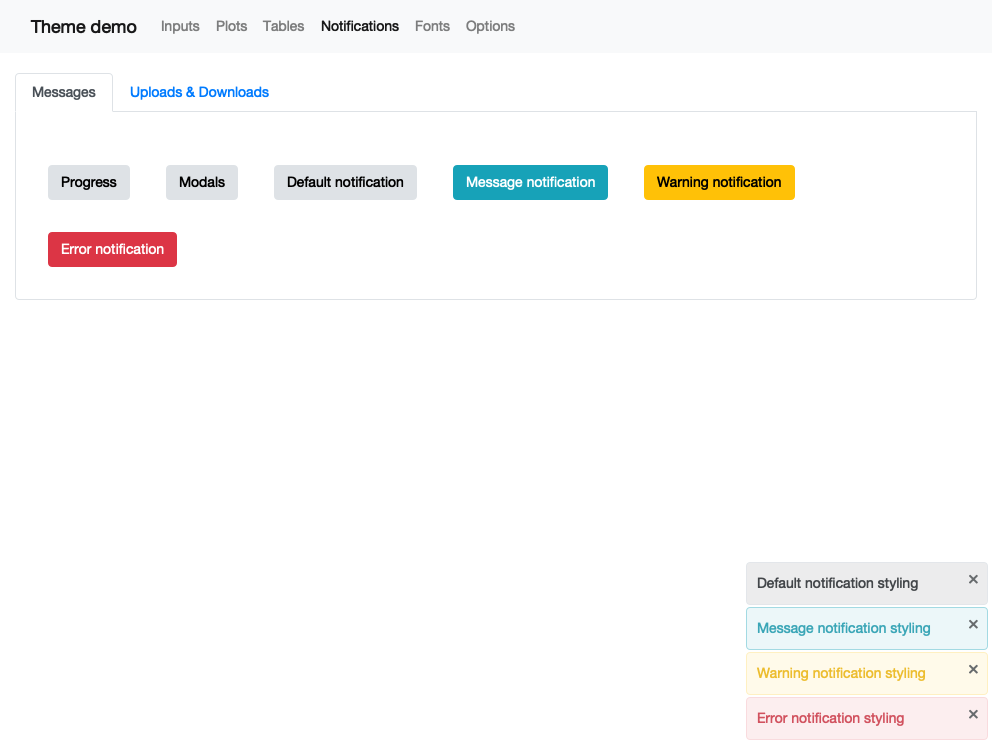 Theme demo Inputs Plots Tables Notifications Fonts Options
Messages Uploads & Downloads
Progress Modals Default notification Message notification Warning notification
Error notification
Default notification styling ×
Message notification styling ×
Warning notification styling ×
Error notification styling ×